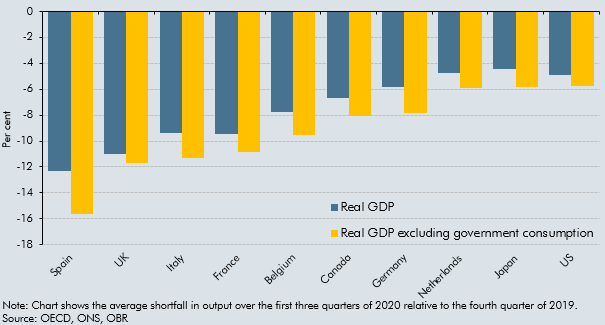 0
-2
-4
-6
-8
-10
-12
-14
-16
-18
Per cent
Real GDP
Real GDP excluding government consumption
Spain
UK
Italy
France
Belgium
Canada
Germany
Netherlands
Japan
US
Note: Chart shows the average shortfall in output over the first three quarters of 2020 relative to the fourth quarter of 2019.
Source: OECD, ONS, OBR